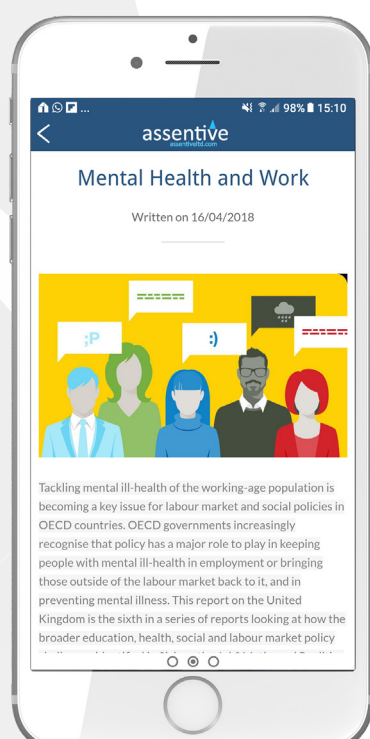 ... 98% 15:10
assentive
assentiveltd.com
Mental Health and Work
Written on 16/04/2018
;P
:)
Tackling mental ill-health of the working-age population is
becoming a key issue for labour market and social policies in
OECD countries. OECD governments increasingly
recognise that policy has a major role to play in keeping
people with mental ill-health in employment or bringing
those outside of the labour market back to it, and in
preventing mental illness. This report on the United
Kingdom is the sixth in a series of reports looking at how the
broader education, health, social and labour market policy